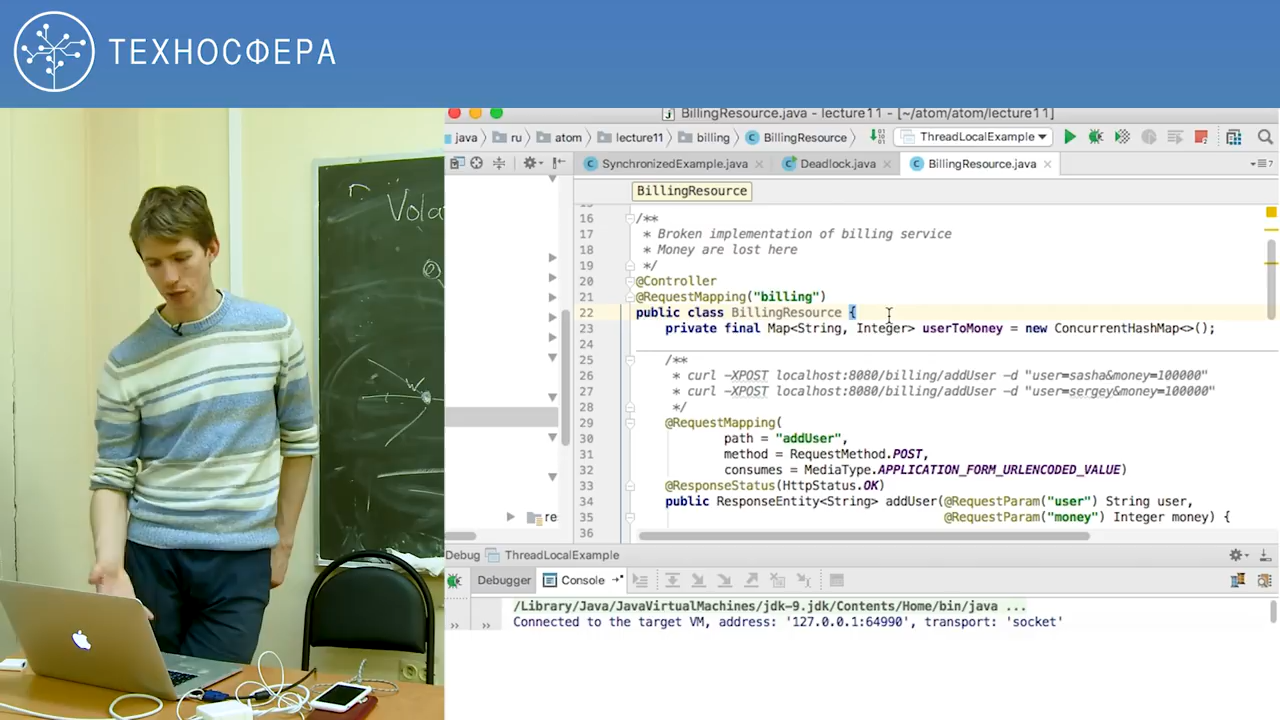 ТЕХНОСФЕРА
BillingResource.java - lecture11 - [~/atom/atom/lecture11]
java ru atom lecture11 billing BillingResource ThreadLocalExample
SynchronizedExample.java Deadlock.java BillingResource.java
BillingResource
16 /**
17 * Broken implementation of billing service
18 * Money are lost here
19 */
20 @Controller
21 @RequestMapping("billing")
22 public class BillingResource {
23 private final Map<String, Integer> userToMoney = new ConcurrentHashMap<>();
24
25 /**
26 * curl -XPOST localhost:8080/billing/addUser -d "user=sasha&money=100000"
27 * curl -XPOST localhost:8080/billing/addUser -d "user=sergey&money=100000"
28 */
29 @RequestMapping(
30 path = "addUser",
31 method = RequestMethod.POST,
32 consumes = MediaType.APPLICATION_FORM_URLENCODED_VALUE)
33 @ResponseStatus(HttpStatus.OK)
34 public ResponseEntity<String> addUser(@RequestParam("user") String user,
35 @RequestParam("money") Integer money) {
36
re
Debug ThreadLocalExample
Debugger Console
/Library/Java/JavaVirtualMachines/jdk-9.jdk/Contents/Home/bin/java ...
Connected to the target VM, address: '127.0.0.1:64990', transport: 'socket'